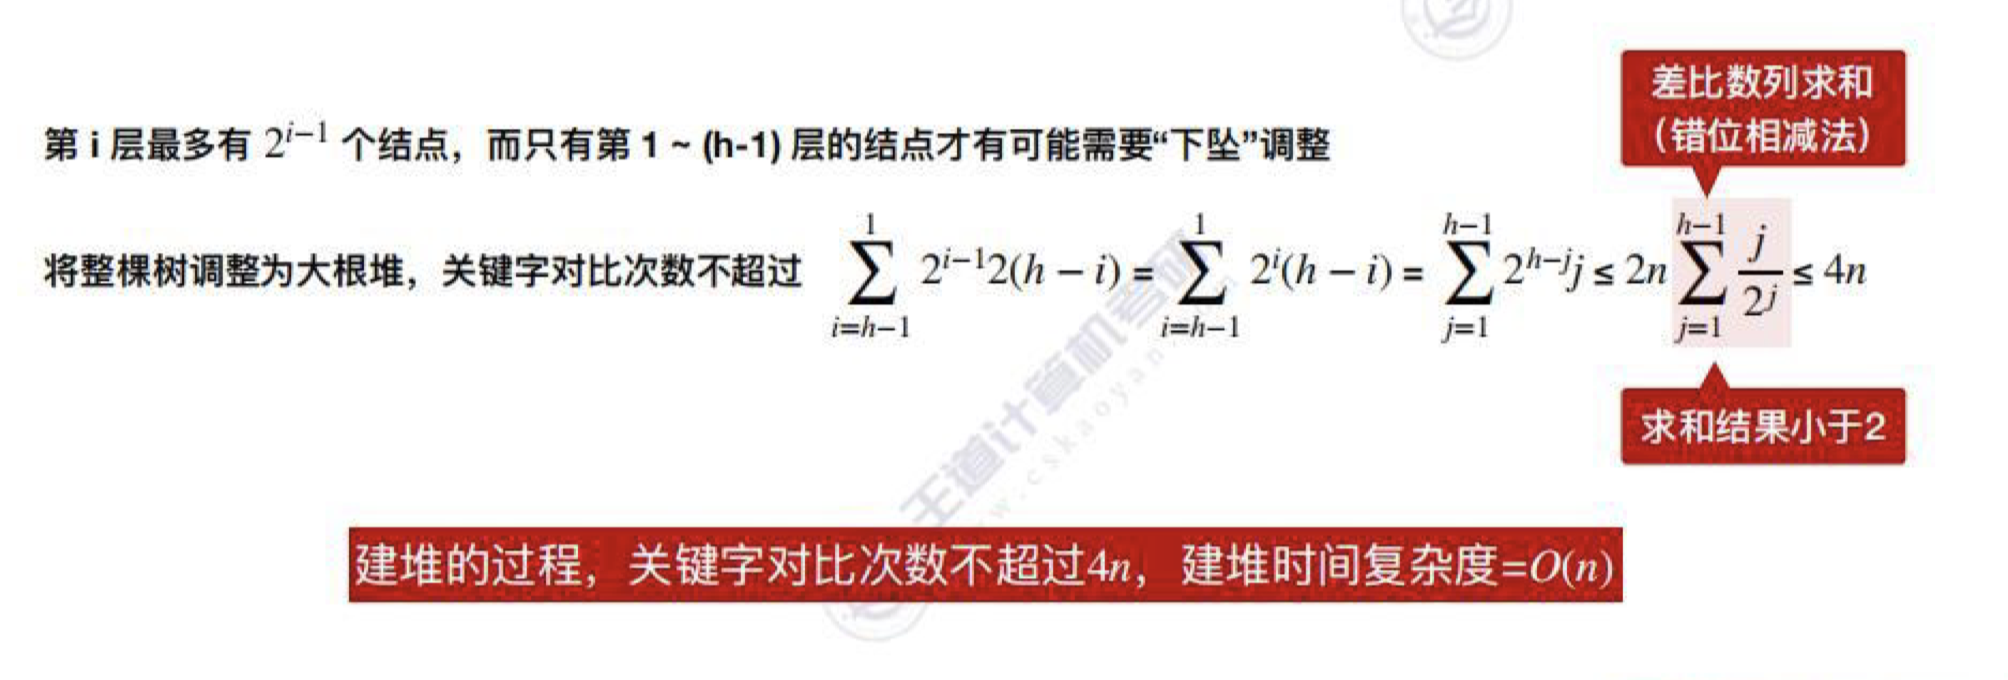 差比数列求和
（错位相减法）
第 i 层最多有 2^{i−1} 个结点，而只有第 1 ~ (h-1) 层的结点才有可能需要“下坠”调整
将整棵树调整为大根堆，关键字对比次数不超过 \sum_{i=h−1}^{1} 2^{i−1}2(h − i) = \sum_{i=h−1}^{1} 2^{i}(h − i) = \sum_{j=1}^{h−1} 2^{h−j}j ≤ 2n \sum_{j=1}^{h−1} \frac{j}{2^{j}} ≤ 4n
求和结果小于2
王道计算机考研
www.cskaoyan.
建堆的过程，关键字对比次数不超过4n，建堆时间复杂度=O(n)